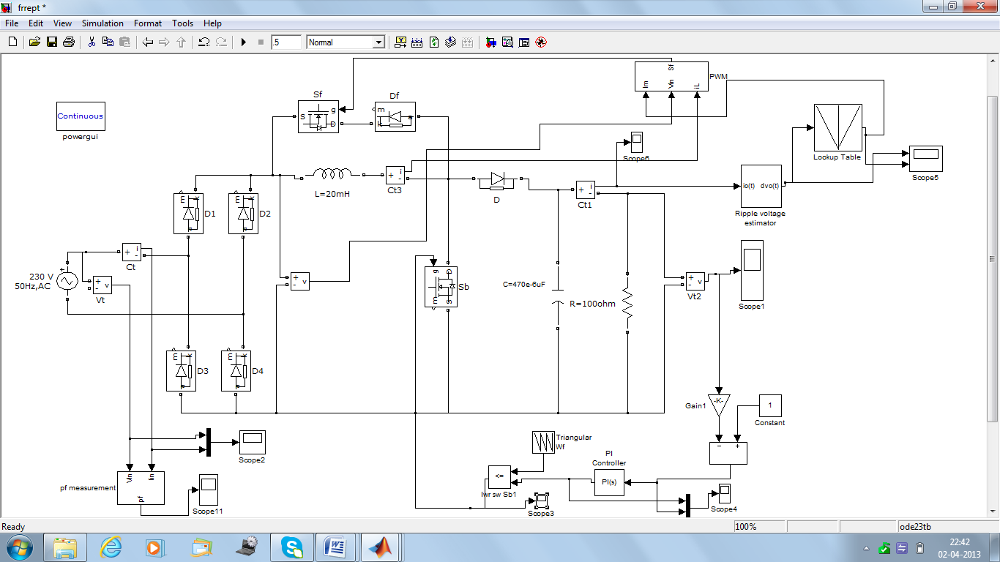 frrept *
File Edit View Simulation Format Tools Help
.5 Normal
Continuous
powergui
Sf
S g D
Df
m k a
Sf
Im Vin iL
PWM
Lookup Table
Scope5
Scope6
L=20mH
+ i -
Ct3
D
+ i -
Ct1
io(t) dvo(t)
Ripple voltage
estimator
D1
D2
+ i -
Ct
230 V
50Hz,AC
+ - v
Vt
+ - v
g D m S
Sb
C=470e-6uF
R=100ohm
+ - v
Vt2
Scope1
D3
D4
Gain1
-K-
1
Constant
- +
Scope2
Triangular
Wf
PI
Controller
PI(s)
<=
lwr sw Sb1
Scope3
Scope4
pf measurement
Vin Iin
pf
Scope11
Ready 100% ode23tb
22:42
02-04-2013